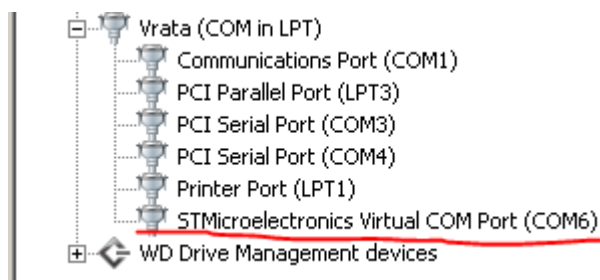 Vrata (COM in LPT)
Communications Port (COM1)
PCI Parallel Port (LPT3)
PCI Serial Port (COM3)
PCI Serial Port (COM4)
Printer Port (LPT1)
STMicroelectronics Virtual COM Port (COM6)
WD Drive Management devices